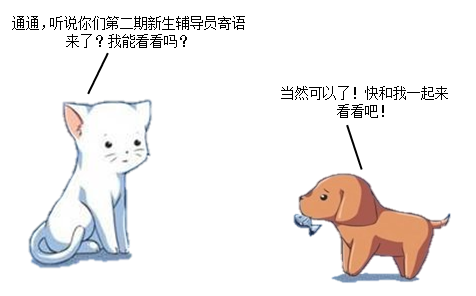 通通，听说你们第二期新生辅导员寄语
来了？我能看看吗？
当然可以了！快和我一起来
看看吧！